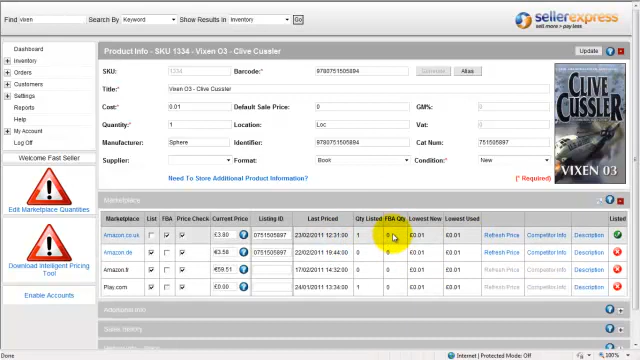 Find vixen Search By Keyword Show Results in Inventory Go
sellerexpress
sell more > pay less
Dashboard
Inventory
Orders
Customers
Settings
Reports
Help
My Account
Log Off
Welcome Fast Seller
Edit Marketplace Quantities
Download Intelligent Pricing Tool
Enable Accounts
Product Info - SKU 1334 - Vixen O3 - Clive Cussler Update
SKU: 1334 Barcode:* 9780751505894 Generate Alias
Title:* Vixen O3 - Clive Cussler
Cost:* 0.01 Default Sale Price: 0 GM%: 0
Quantity:* 1 Location: Loc Vat: 0
Manufacturer: Sphere Identifier: 9780751505894 Cat Num: 751505897
Supplier: Format: Book Condition:* New
Need To Store Additional Product Information? (* Required)
CLIVE
CUSSLER
VIXEN 03
Marketplace
Marketplace List FBA Price Check Current Price Listing ID Last Priced Qty Listed FBA Qty Lowest New Lowest Used Listed
Amazon.co.uk £3.80 0751505897 23/02/2011 12:31:00 1 0 £0.01 £0.01 Refresh Price Competitor Info Description
Amazon.de €3.58 0751505897 22/02/2011 19:44:00 0 0 £0.01 £0.01 Refresh Price Competitor Info Description
Amazon.fr €59.51 17/02/2011 14:32:00 0 0 £0.01 £0.01 Refresh Price Competitor Info Description
Play.com £0.00 24/01/2011 13:34:00 1 0 £0.01 £0.01 Refresh Price Competitor Info Description
Additional Info
Sales History
Done Internet | Protected Mode: Off 100%